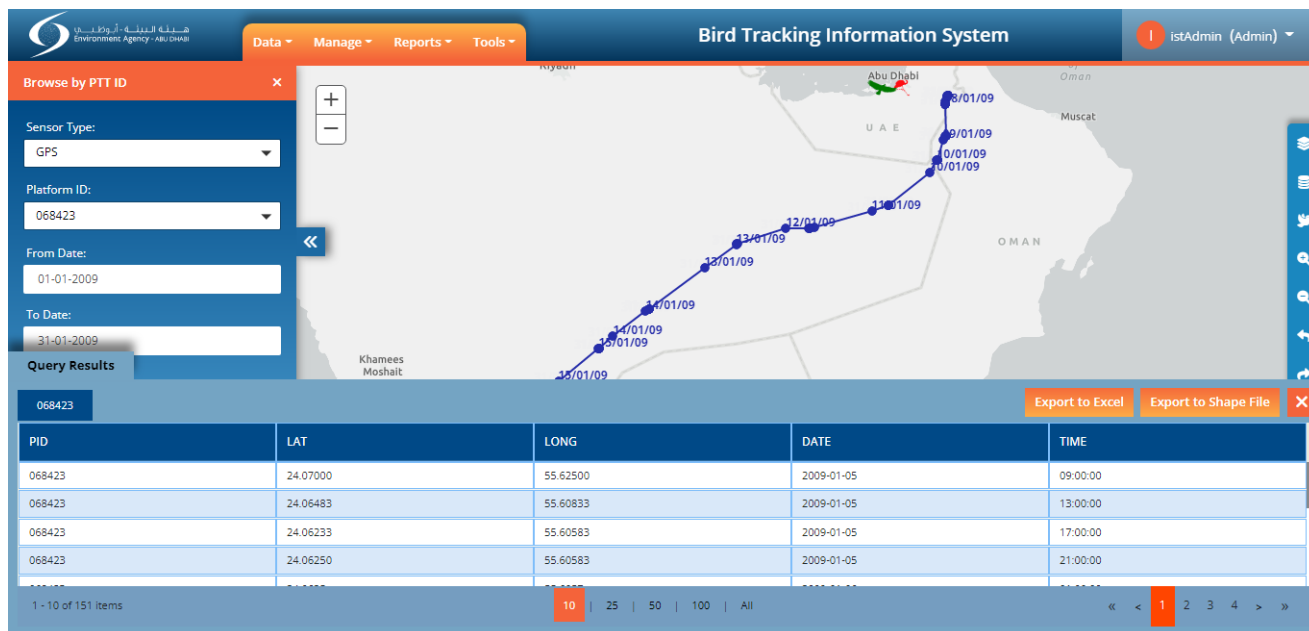 هيئة البيئة - أبوظبي
Environment Agency - ABU DHABI
Data
Manage
Reports
Tools
Bird Tracking Information System
I
istAdmin (Admin)
Browse by PTT ID
×
Sensor Type:
GPS
Platform ID:
068423
From Date:
01-01-2009
To Date:
31-01-2009
+
−
«
Riyadh
Abu Dhabi
Oman
Muscat
UAE
OMAN
Khamees
Moshait
8/01/09
9/01/09
10/01/09
10/01/09
11/01/09
12/01/09
13/01/09
13/01/09
14/01/09
14/01/09
15/01/09
15/01/09
Query Results
068423
Export to Excel
Export to Shape File
×
PID LAT LONG DATE TIME
068423 24.07000 55.62500 2009-01-05 09:00:00
068423 24.06483 55.60833 2009-01-05 13:00:00
068423 24.06233 55.60583 2009-01-05 17:00:00
068423 24.06250 55.60583 2009-01-05 21:00:00
1 - 10 of 151 items
10 | 25 | 50 | 100 | All
« < 1 2 3 4 > »